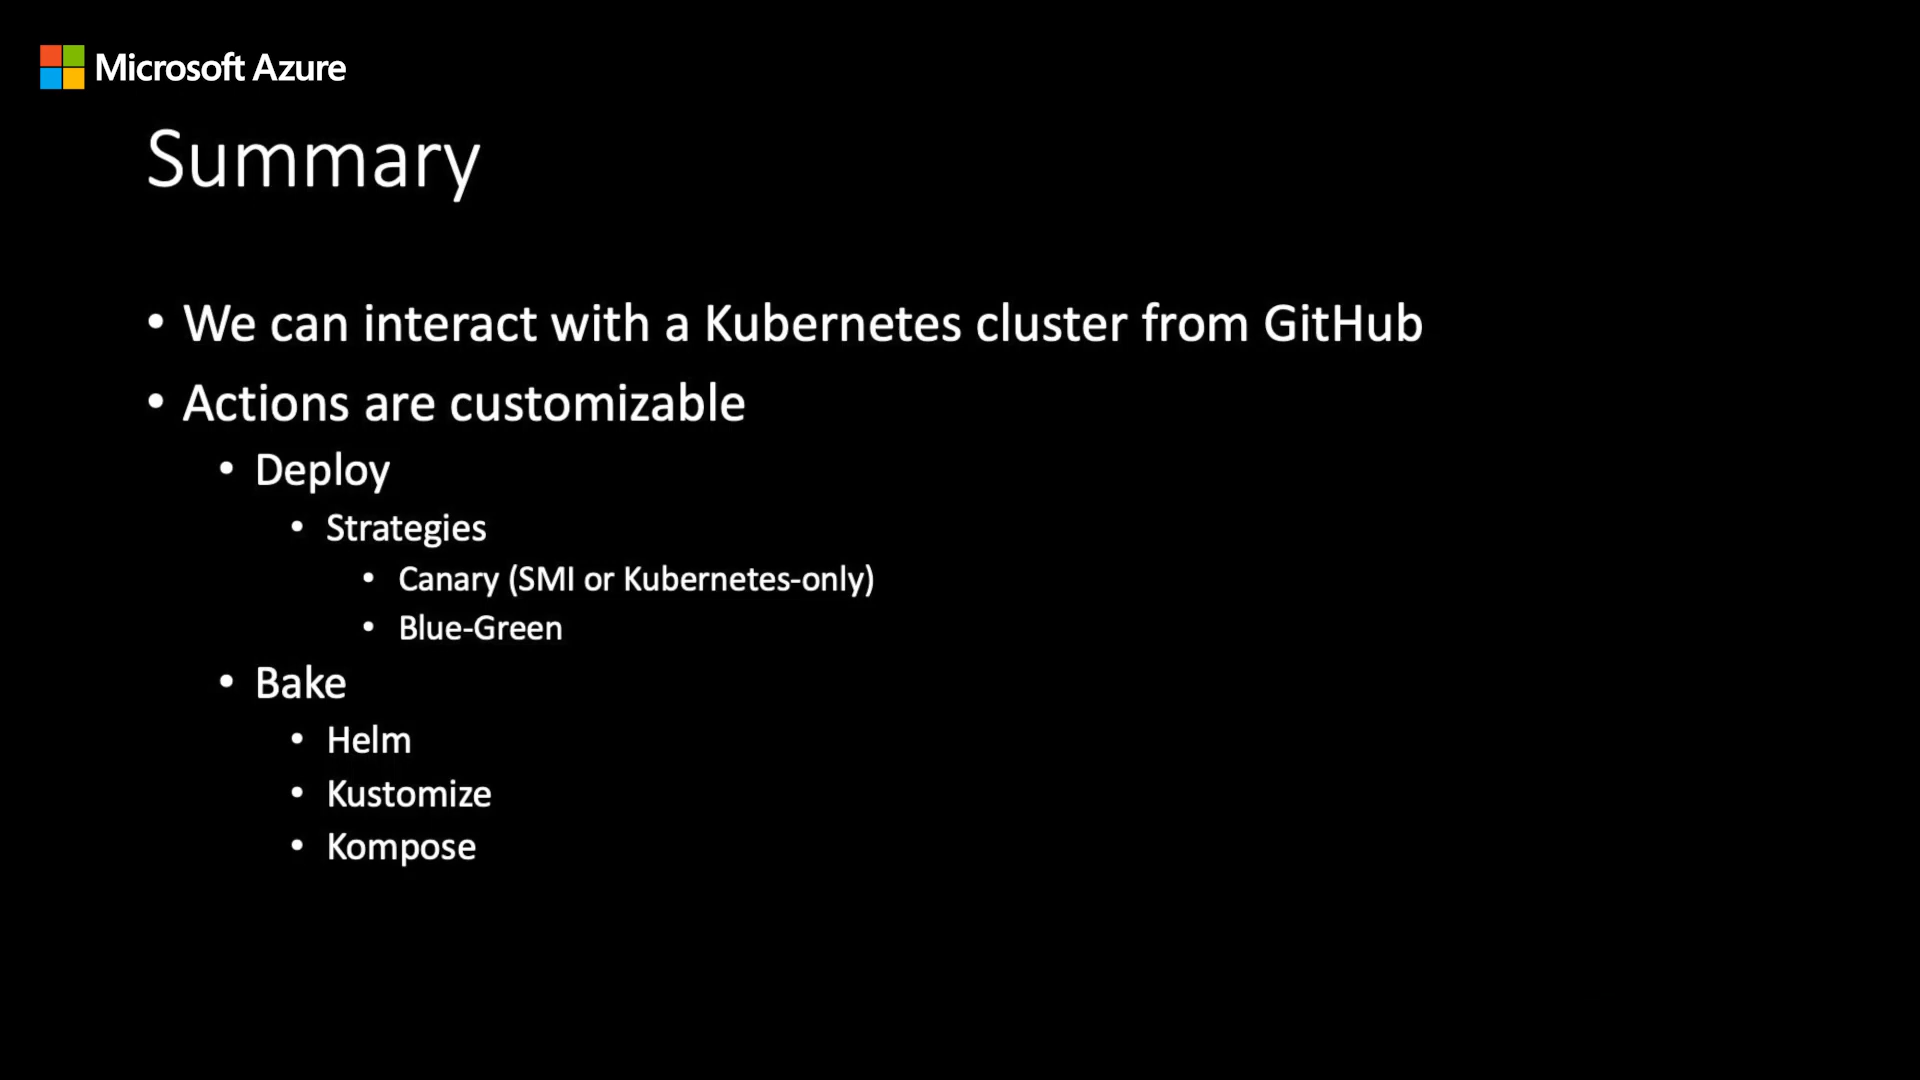 Microsoft Azure
Summary
• We can interact with a Kubernetes cluster from GitHub
• Actions are customizable
• Deploy
• Strategies
• Canary (SMI or Kubernetes-only)
• Blue-Green
• Bake
• Helm
• Kustomize
• Kompose